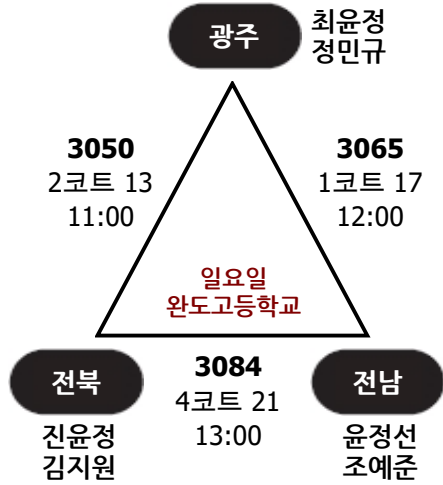 광주
최윤정
정민규
3050
2코트 13
11:00
3065
1코트 17
12:00
일요일
완도고등학교
전북
진윤정
김지원
3084
4코트 21
13:00
전남
윤정선
조예준